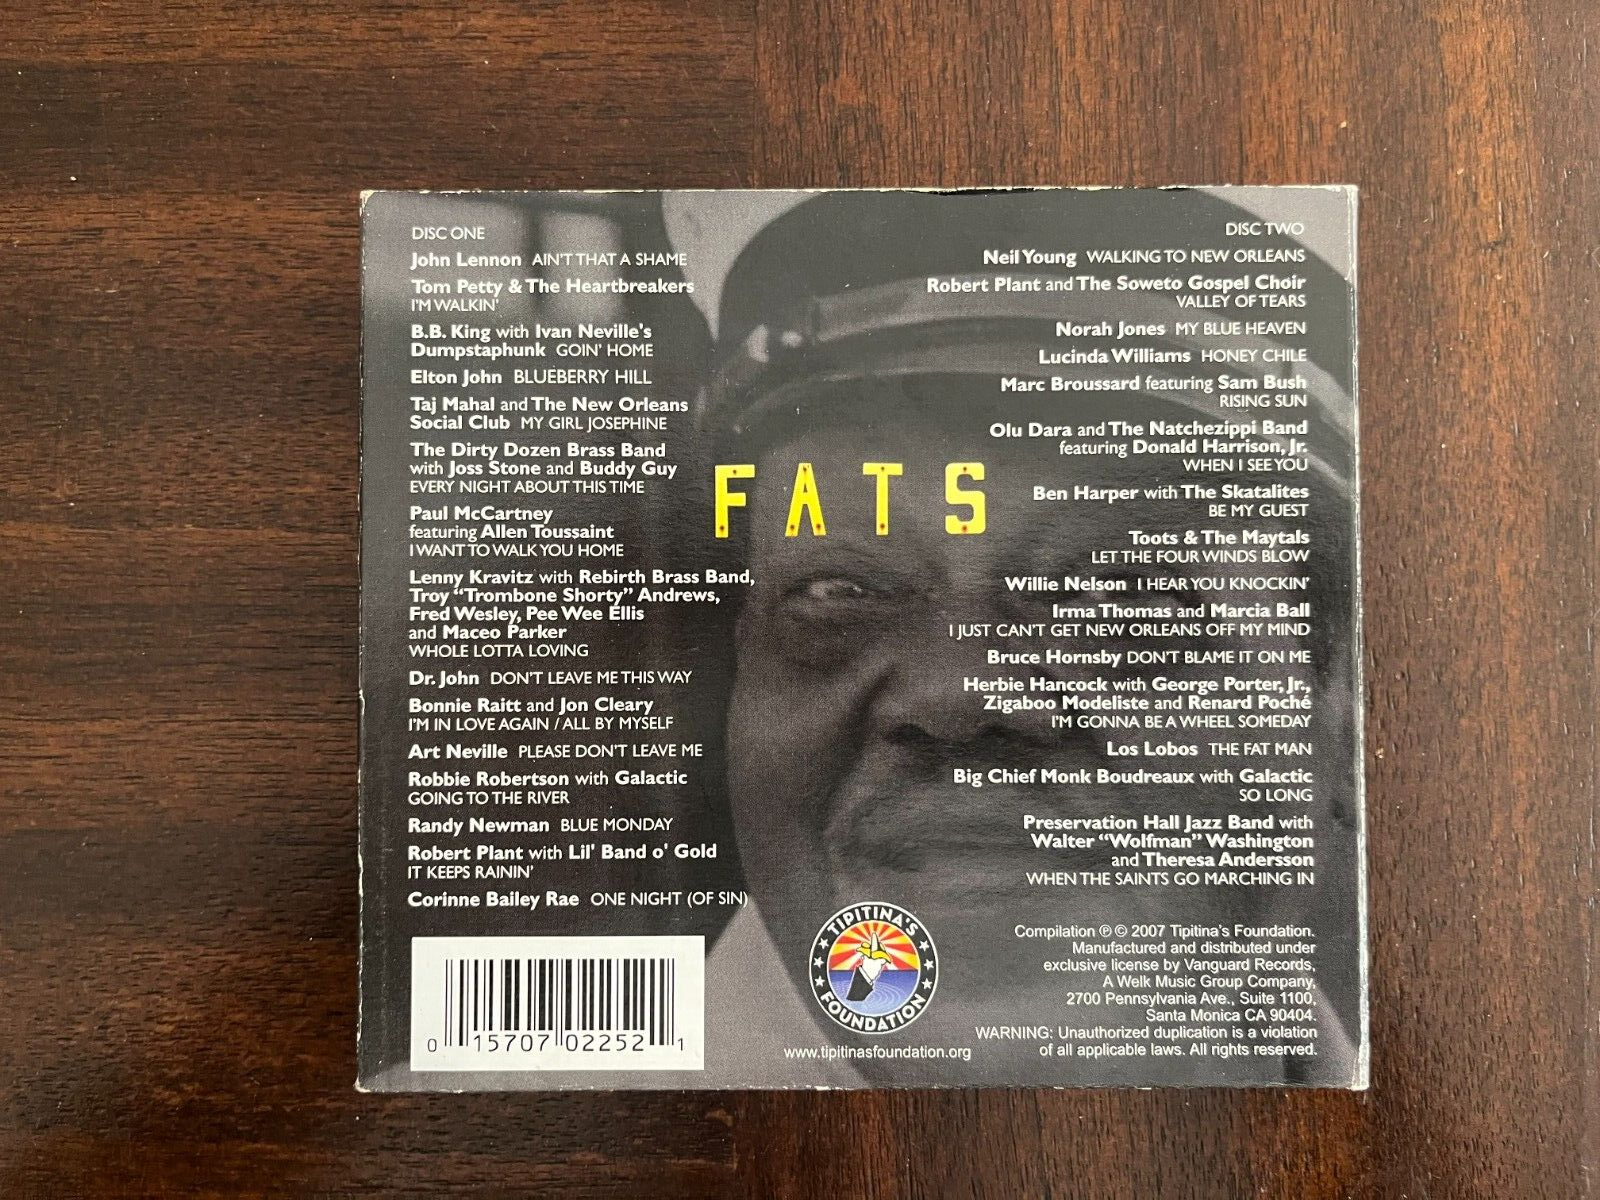 DISC ONE
John Lennon AIN'T THAT A SHAME
Tom Petty & The Heartbreakers
I'M WALKIN'
B.B. King with Ivan Neville's
Dumpstaphunk GOIN' HOME
Elton John BLUEBERRY HILL
Taj Mahal and The New Orleans
Social Club MY GIRL JOSEPHINE
The Dirty Dozen Brass Band
with Joss Stone and Buddy Guy
EVERY NIGHT ABOUT THIS TIME
Paul McCartney
featuring Allen Toussaint
I WANT TO WALK YOU HOME
Lenny Kravitz with Rebirth Brass Band,
Troy "Trombone Shorty" Andrews,
Fred Wesley, Pee Wee Ellis
and Maceo Parker
WHOLE LOTTA LOVING
Dr. John DON'T LEAVE ME THIS WAY
Bonnie Raitt and Jon Cleary
I'M IN LOVE AGAIN / ALL BY MYSELF
Art Neville PLEASE DON'T LEAVE ME
Robbie Robertson with Galactic
GOING TO THE RIVER
Randy Newman BLUE MONDAY
Robert Plant with Lil' Band o' Gold
IT KEEPS RAININ'
Corinne Bailey Rae ONE NIGHT (OF SIN)
0 15707 02252 1
FATS
DISC TWO
Neil Young WALKING TO NEW ORLEANS
Robert Plant and The Soweto Gospel Choir
VALLEY OF TEARS
Norah Jones MY BLUE HEAVEN
Lucinda Williams HONEY CHILE
Marc Broussard featuring Sam Bush
RISING SUN
Olu Dara and The Natchezippi Band
featuring Donald Harrison, Jr.
WHEN I SEE YOU
Ben Harper with The Skatalites
BE MY GUEST
Toots & The Maytals
LET THE FOUR WINDS BLOW
Willie Nelson I HEAR YOU KNOCKIN'
Irma Thomas and Marcia Ball
I JUST CAN'T GET NEW ORLEANS OFF MY MIND
Bruce Hornsby DON'T BLAME IT ON ME
Herbie Hancock with George Porter, Jr.,
Zigaboo Modeliste and Renard Poché
I'M GONNA BE A WHEEL SOMEDAY
Los Lobos THE FAT MAN
Big Chief Monk Boudreaux with Galactic
SO LONG
Preservation Hall Jazz Band with
Walter "Wolfman" Washington
and Theresa Andersson
WHEN THE SAINTS GO MARCHING IN
TIPITINA'S
FOUNDATION
www.tipitinasfoundation.org
Compilation ℗ © 2007 Tipitina's Foundation.
Manufactured and distributed under
exclusive license by Vanguard Records,
A Welk Music Group Company,
2700 Pennsylvania Ave., Suite 1100,
Santa Monica CA 90404.
WARNING: Unauthorized duplication is a violation
of all applicable laws. All rights reserved.